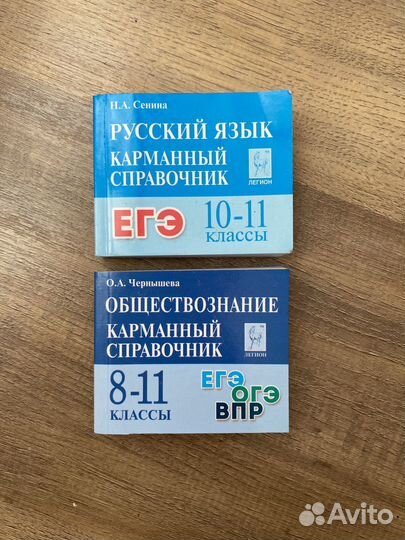 Н.А. Сенина
РУССКИЙ ЯЗЫК
КАРМАННЫЙ
СПРАВОЧНИК
ЛЕГИОН
ЕГЭ
10-11
КЛАССЫ
О.А. Чернышева
ОБЩЕСТВОЗНАНИЕ
КАРМАННЫЙ
СПРАВОЧНИК
ЛЕГИОН
8-11
КЛАССЫ
ЕГЭ
ОГЭ
ВПР
Avito